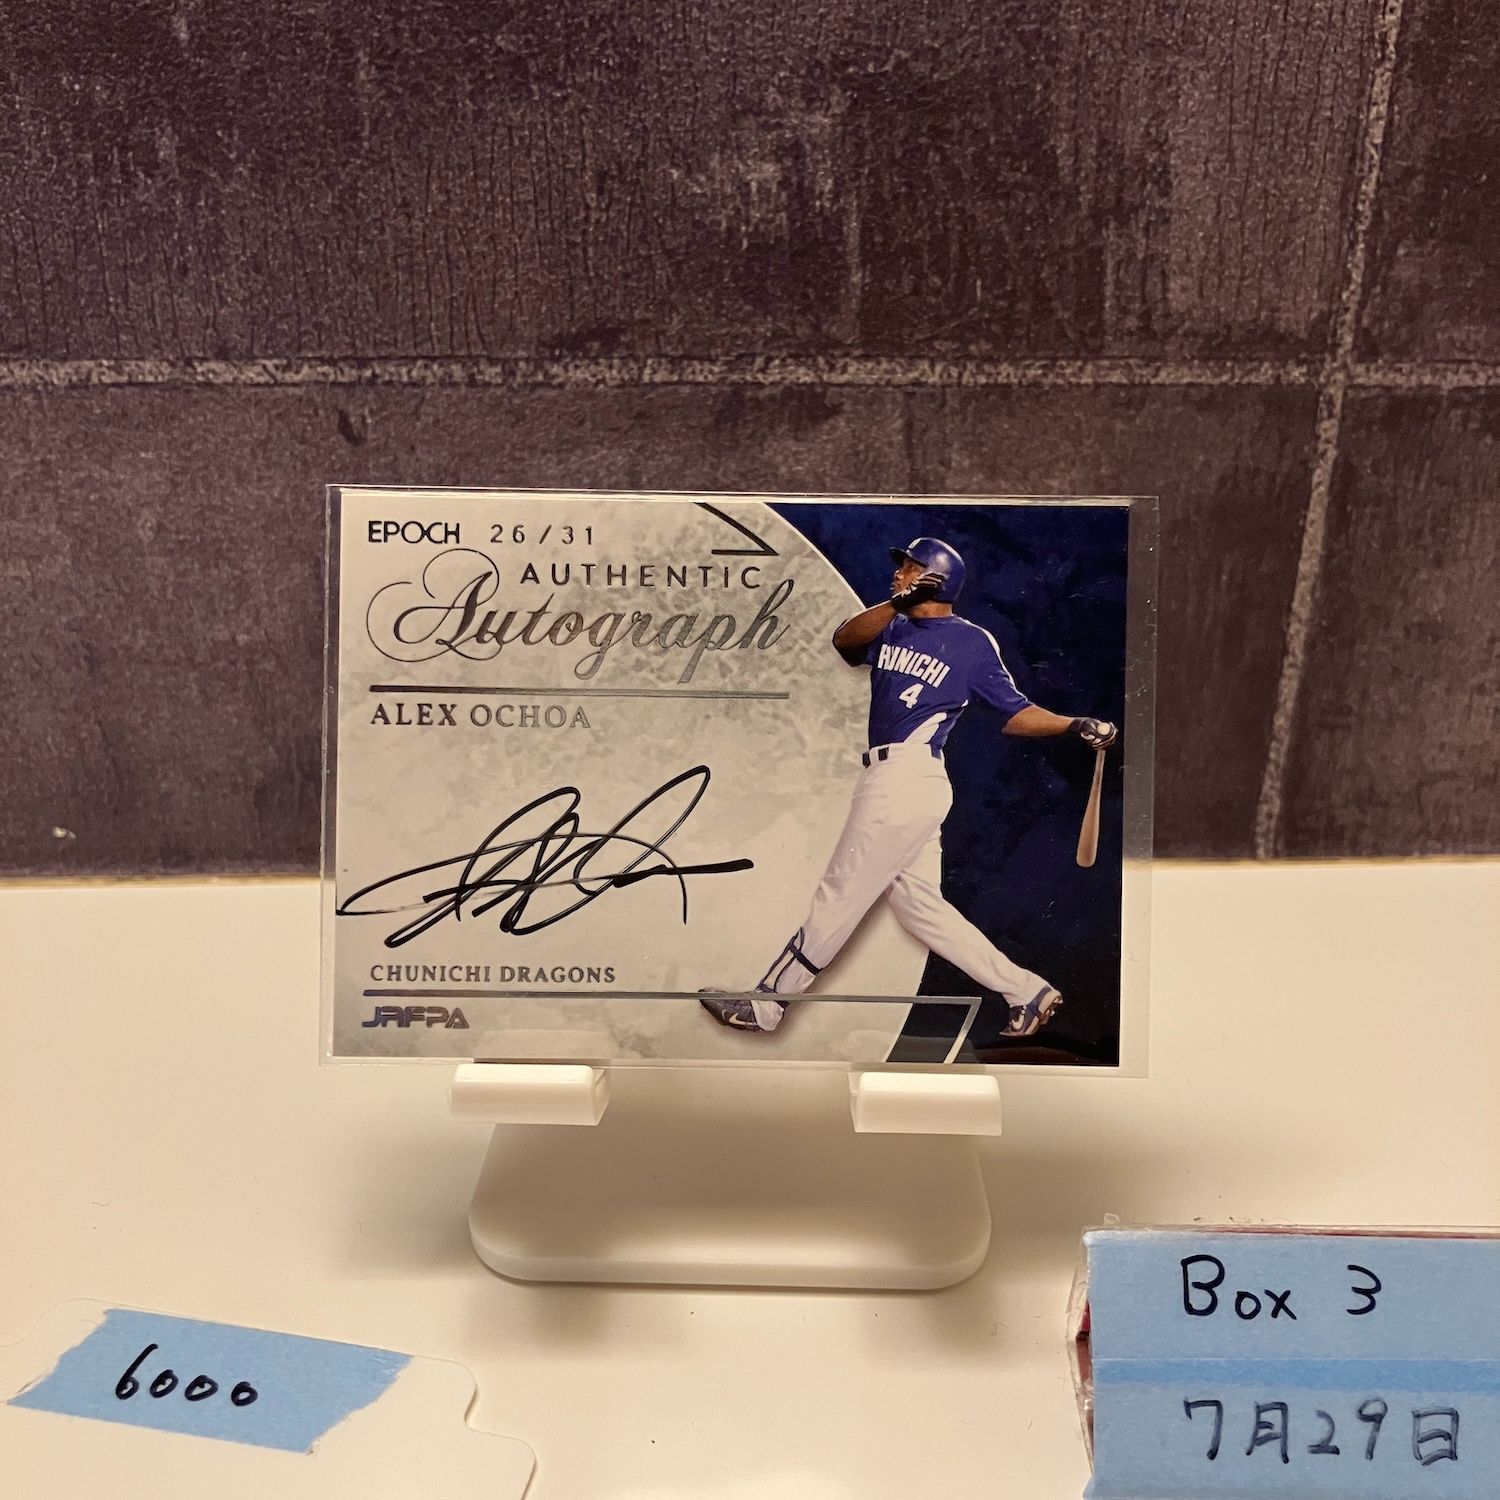 EPOCH 26/31
AUTHENTIC
Autograph
ALEX OCHOA
HUNICHI
4
CHUNICHI DRAGONS
JRFPA
6000
Box 3
7月29日